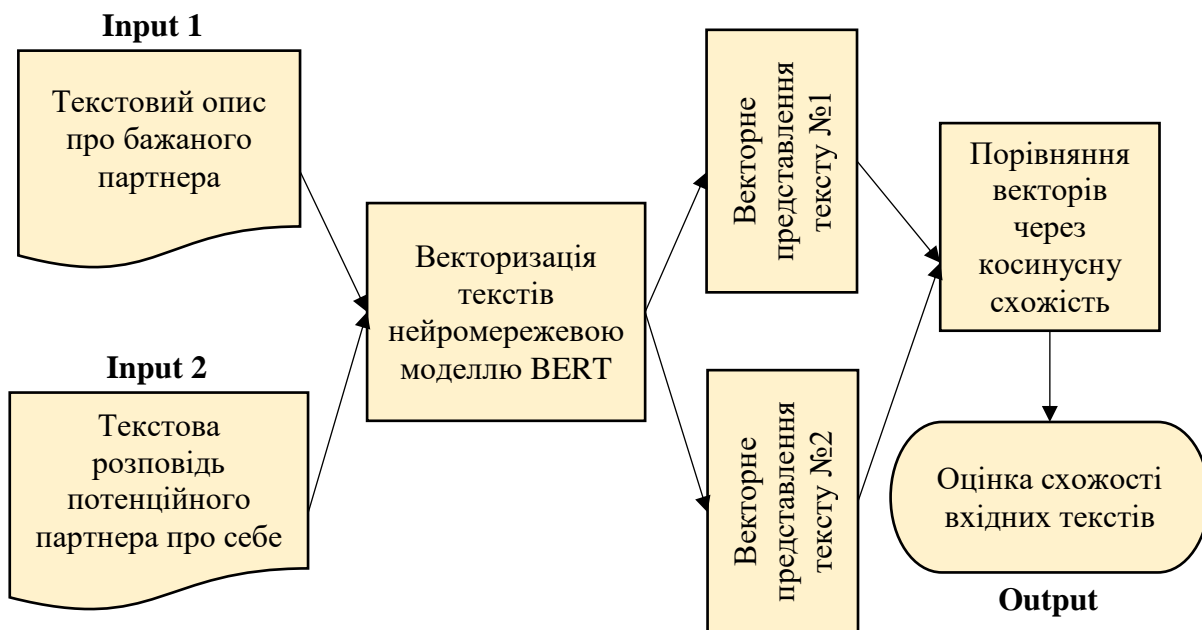 Input 1
Текстовий опис
про бажаного
партнера
Input 2
Текстова
розповідь
потенційного
партнера про себе
Векторизація
текстів
нейромережевою
моделлю BERT
Векторне
представлення
тексту №1
Векторне
представлення
тексту №2
Порівняння
векторів
через
косинусну
схожість
Оцінка схожості
вхідних текстів
Output